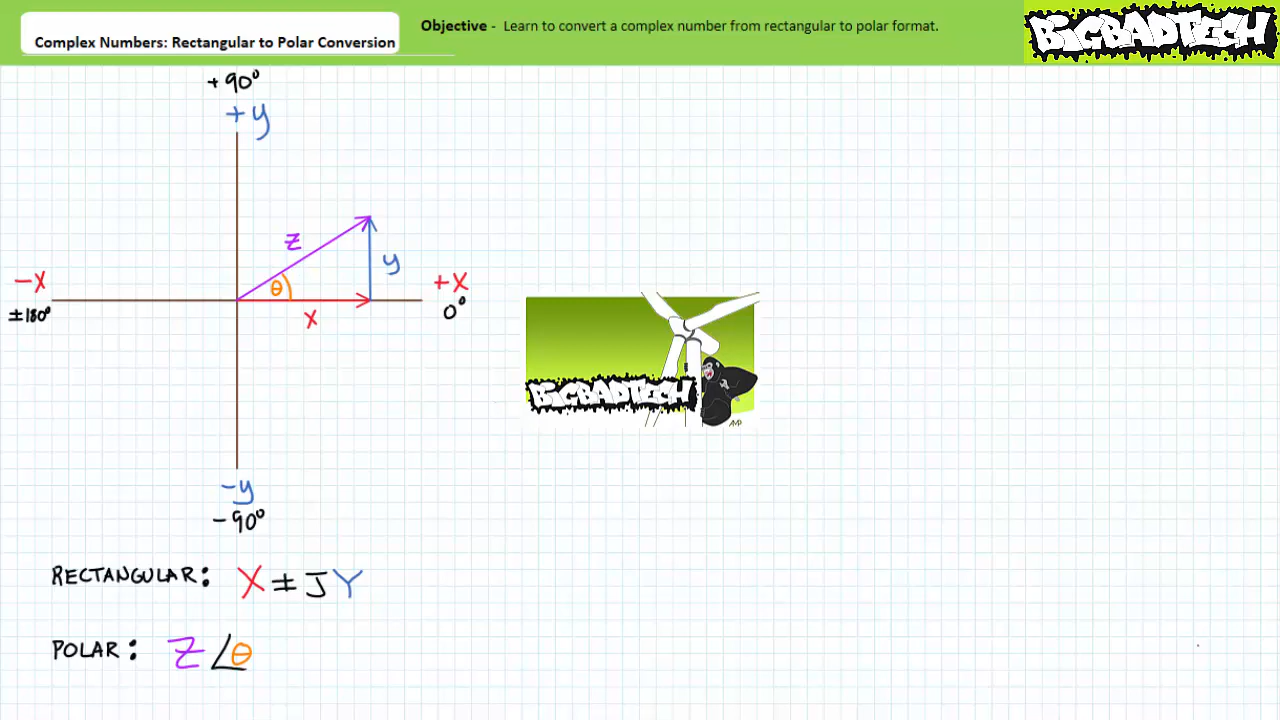 Complex Numbers: Rectangular to Polar Conversion
Objective - Learn to convert a complex number from rectangular to polar format.
BIGBADTECH
+90°
+y
z
y
θ
x
-X
±180°
+X
0°
BIGBADTECH
AMP
-y
-90°
RECTANGULAR: X ± J Y
POLAR: Z ∠θ